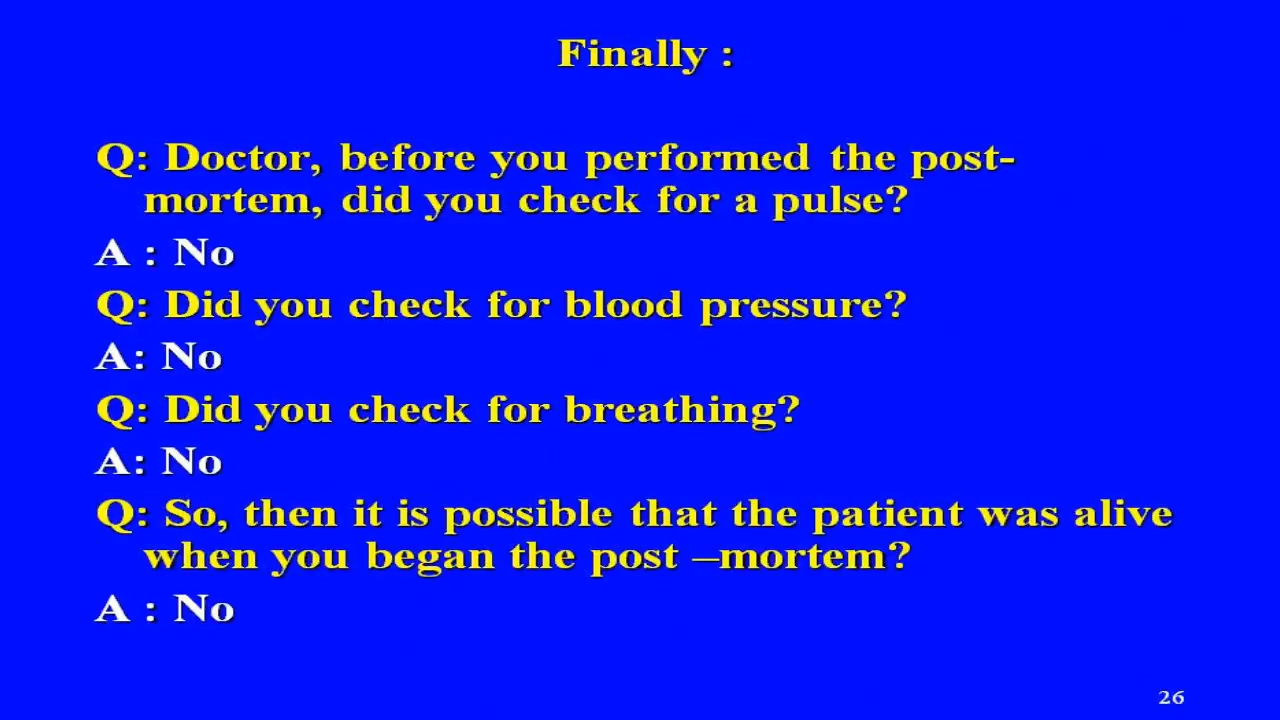 Finally :
Q: Doctor, before you performed the post-
mortem, did you check for a pulse?
A : No
Q: Did you check for blood pressure?
A: No
Q: Did you check for breathing?
A: No
Q: So, then it is possible that the patient was alive
when you began the post –mortem?
A : No
26